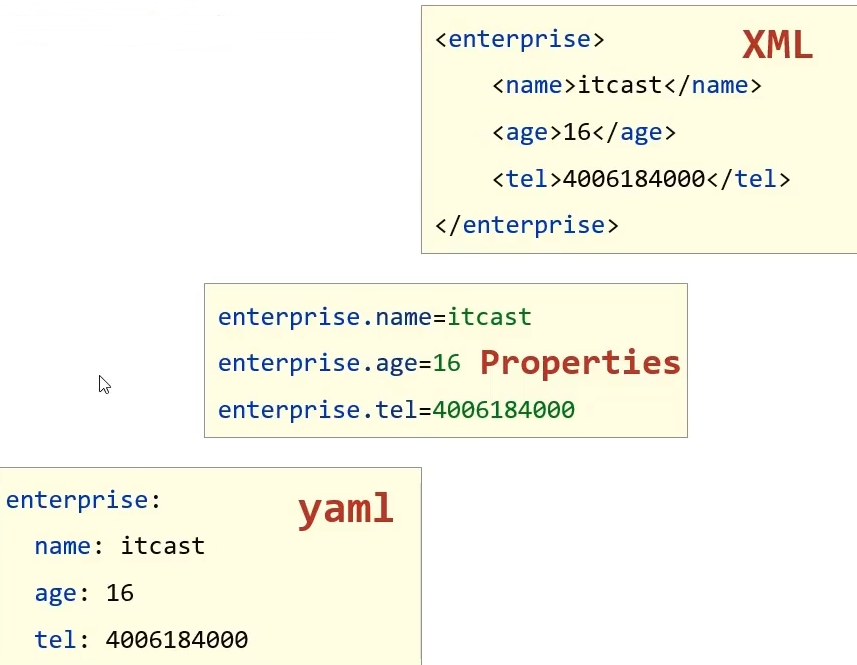 <enterprise> XML
<name>itcast</name>
<age>16</age>
<tel>4006184000</tel>
</enterprise>
enterprise.name=itcast
enterprise.age=16 Properties
enterprise.tel=4006184000
enterprise: yaml
name: itcast
age: 16
tel: 4006184000